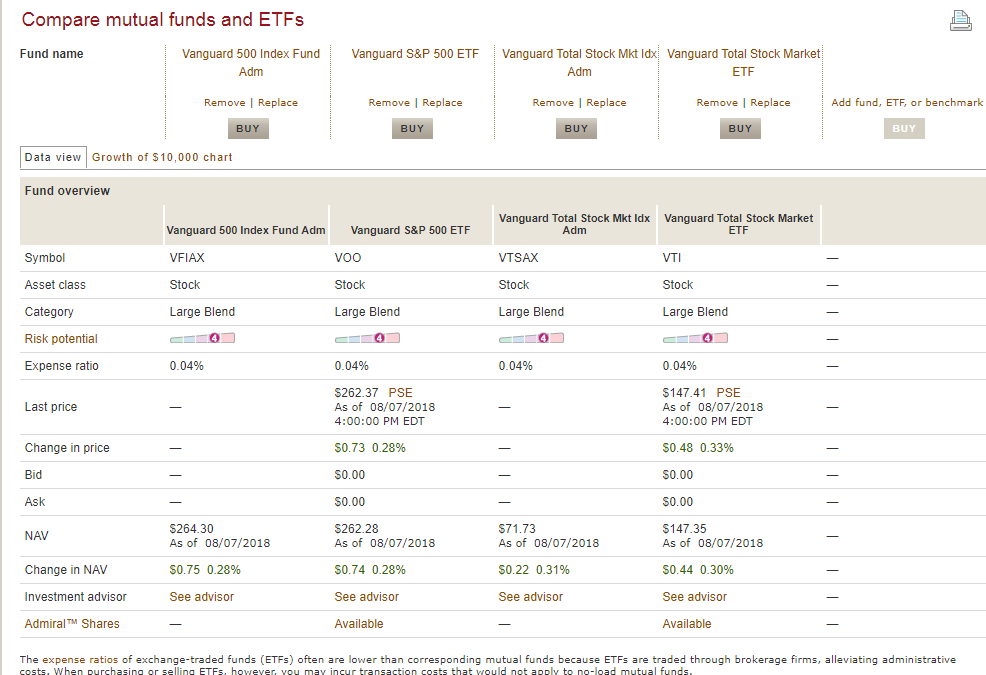 Compare mutual funds and ETFs
Fund name
Vanguard 500 Index Fund Adm
Vanguard S&P 500 ETF
Vanguard Total Stock Mkt Idx Adm
Vanguard Total Stock Market ETF
Remove | Replace
Remove | Replace
Remove | Replace
Remove | Replace
Add fund, ETF, or benchmark
BUY
BUY
BUY
BUY
BUY
Data view
Growth of $10,000 chart
Fund overview
Vanguard 500 Index Fund Adm
Vanguard S&P 500 ETF
Vanguard Total Stock Mkt Idx Adm
Vanguard Total Stock Market ETF
Symbol VFIAX VOO VTSAX VTI —
Asset class Stock Stock Stock Stock —
Category Large Blend Large Blend Large Blend Large Blend —
Risk potential 4 4 4 4 —
Expense ratio 0.04% 0.04% 0.04% 0.04% —
Last price — $262.37 PSE As of 08/07/2018 4:00:00 PM EDT — $147.41 PSE As of 08/07/2018 4:00:00 PM EDT —
Change in price — $0.73 0.28% — $0.48 0.33% —
Bid — $0.00 — $0.00 —
Ask — $0.00 — $0.00 —
NAV $264.30 As of 08/07/2018 $262.28 As of 08/07/2018 $71.73 As of 08/07/2018 $147.35 As of 08/07/2018 —
Change in NAV $0.75 0.28% $0.74 0.28% $0.22 0.31% $0.44 0.30% —
Investment advisor See advisor See advisor See advisor See advisor —
Admiral™ Shares — Available — Available —
The expense ratios of exchange-traded funds (ETFs) often are lower than corresponding mutual funds because ETFs are traded through brokerage firms, alleviating administrative
costs. When purchasing or selling ETFs, however, you may incur transaction costs that would not apply to no-load mutual funds.